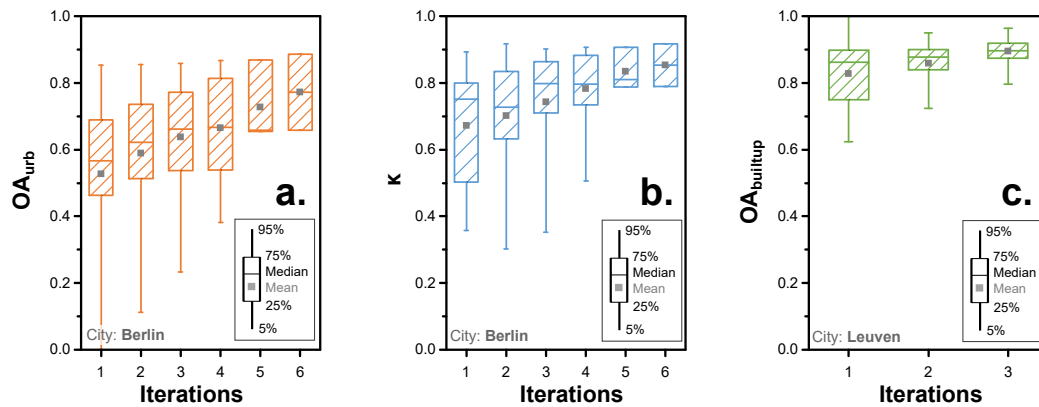 1.0
0.8
0.6
0.4
0.2
0.0
OA_urb
1 2 3 4 5 6
Iterations
a.
95%
75%
Median
Mean
25%
5%
City: Berlin
1.0
0.8
0.6
0.4
0.2
0.0
κ
1 2 3 4 5 6
Iterations
b.
95%
75%
Median
Mean
25%
5%
City: Berlin
1.0
0.8
0.6
0.4
0.2
0.0
OA_builtup
1 2 3
Iterations
c.
95%
75%
Median
Mean
25%
5%
City: Leuven